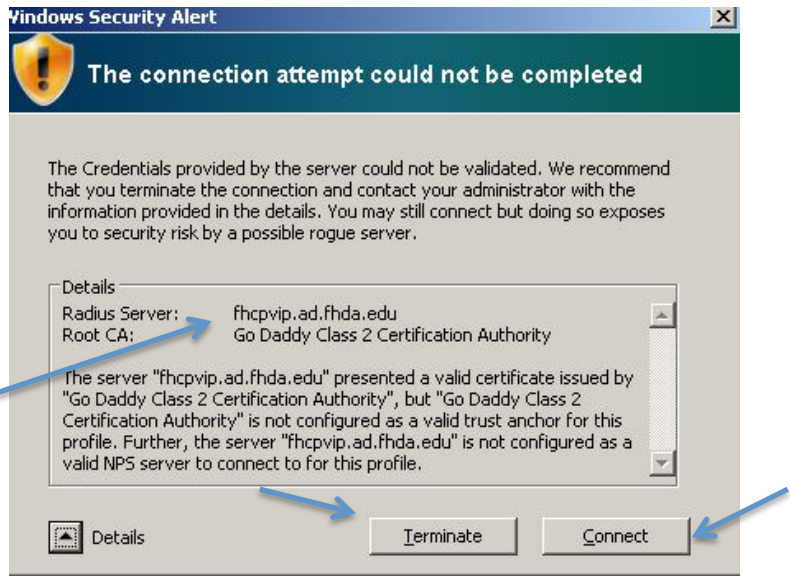 Windows Security Alert
The connection attempt could not be completed
The Credentials provided by the server could not be validated. We recommend
that you terminate the connection and contact your administrator with the
information provided in the details. You may still connect but doing so exposes
you to security risk by a possible rogue server.
Details
Radius Server: fhcpvip.ad.fhda.edu
Root CA: Go Daddy Class 2 Certification Authority
The server "fhcpvip.ad.fhda.edu" presented a valid certificate issued by
"Go Daddy Class 2 Certification Authority", but "Go Daddy Class 2
Certification Authority" is not configured as a valid trust anchor for this
profile. Further, the server "fhcpvip.ad.fhda.edu" is not configured as a
valid NPS server to connect to for this profile.
Details
Terminate
Connect